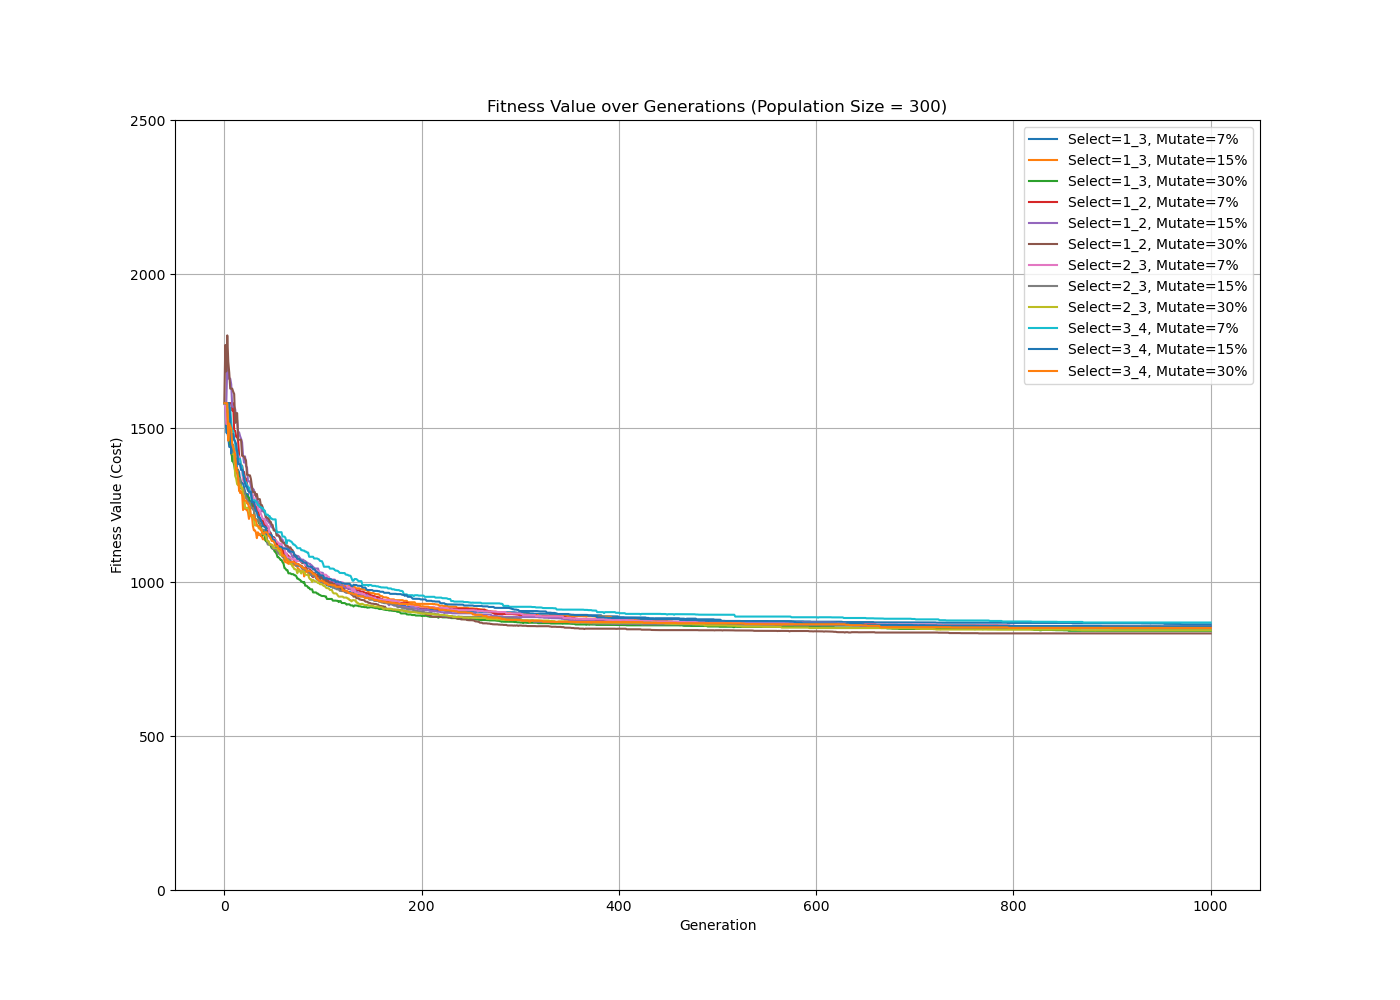 Fitness Value over Generations (Population Size = 300)
2500
2000
1500
1000
500
0
Fitness Value (Cost)
Select=1_3, Mutate=7%
Select=1_3, Mutate=15%
Select=1_3, Mutate=30%
Select=1_2, Mutate=7%
Select=1_2, Mutate=15%
Select=1_2, Mutate=30%
Select=2_3, Mutate=7%
Select=2_3, Mutate=15%
Select=2_3, Mutate=30%
Select=3_4, Mutate=7%
Select=3_4, Mutate=15%
Select=3_4, Mutate=30%
0 200 400 600 800 1000
Generation